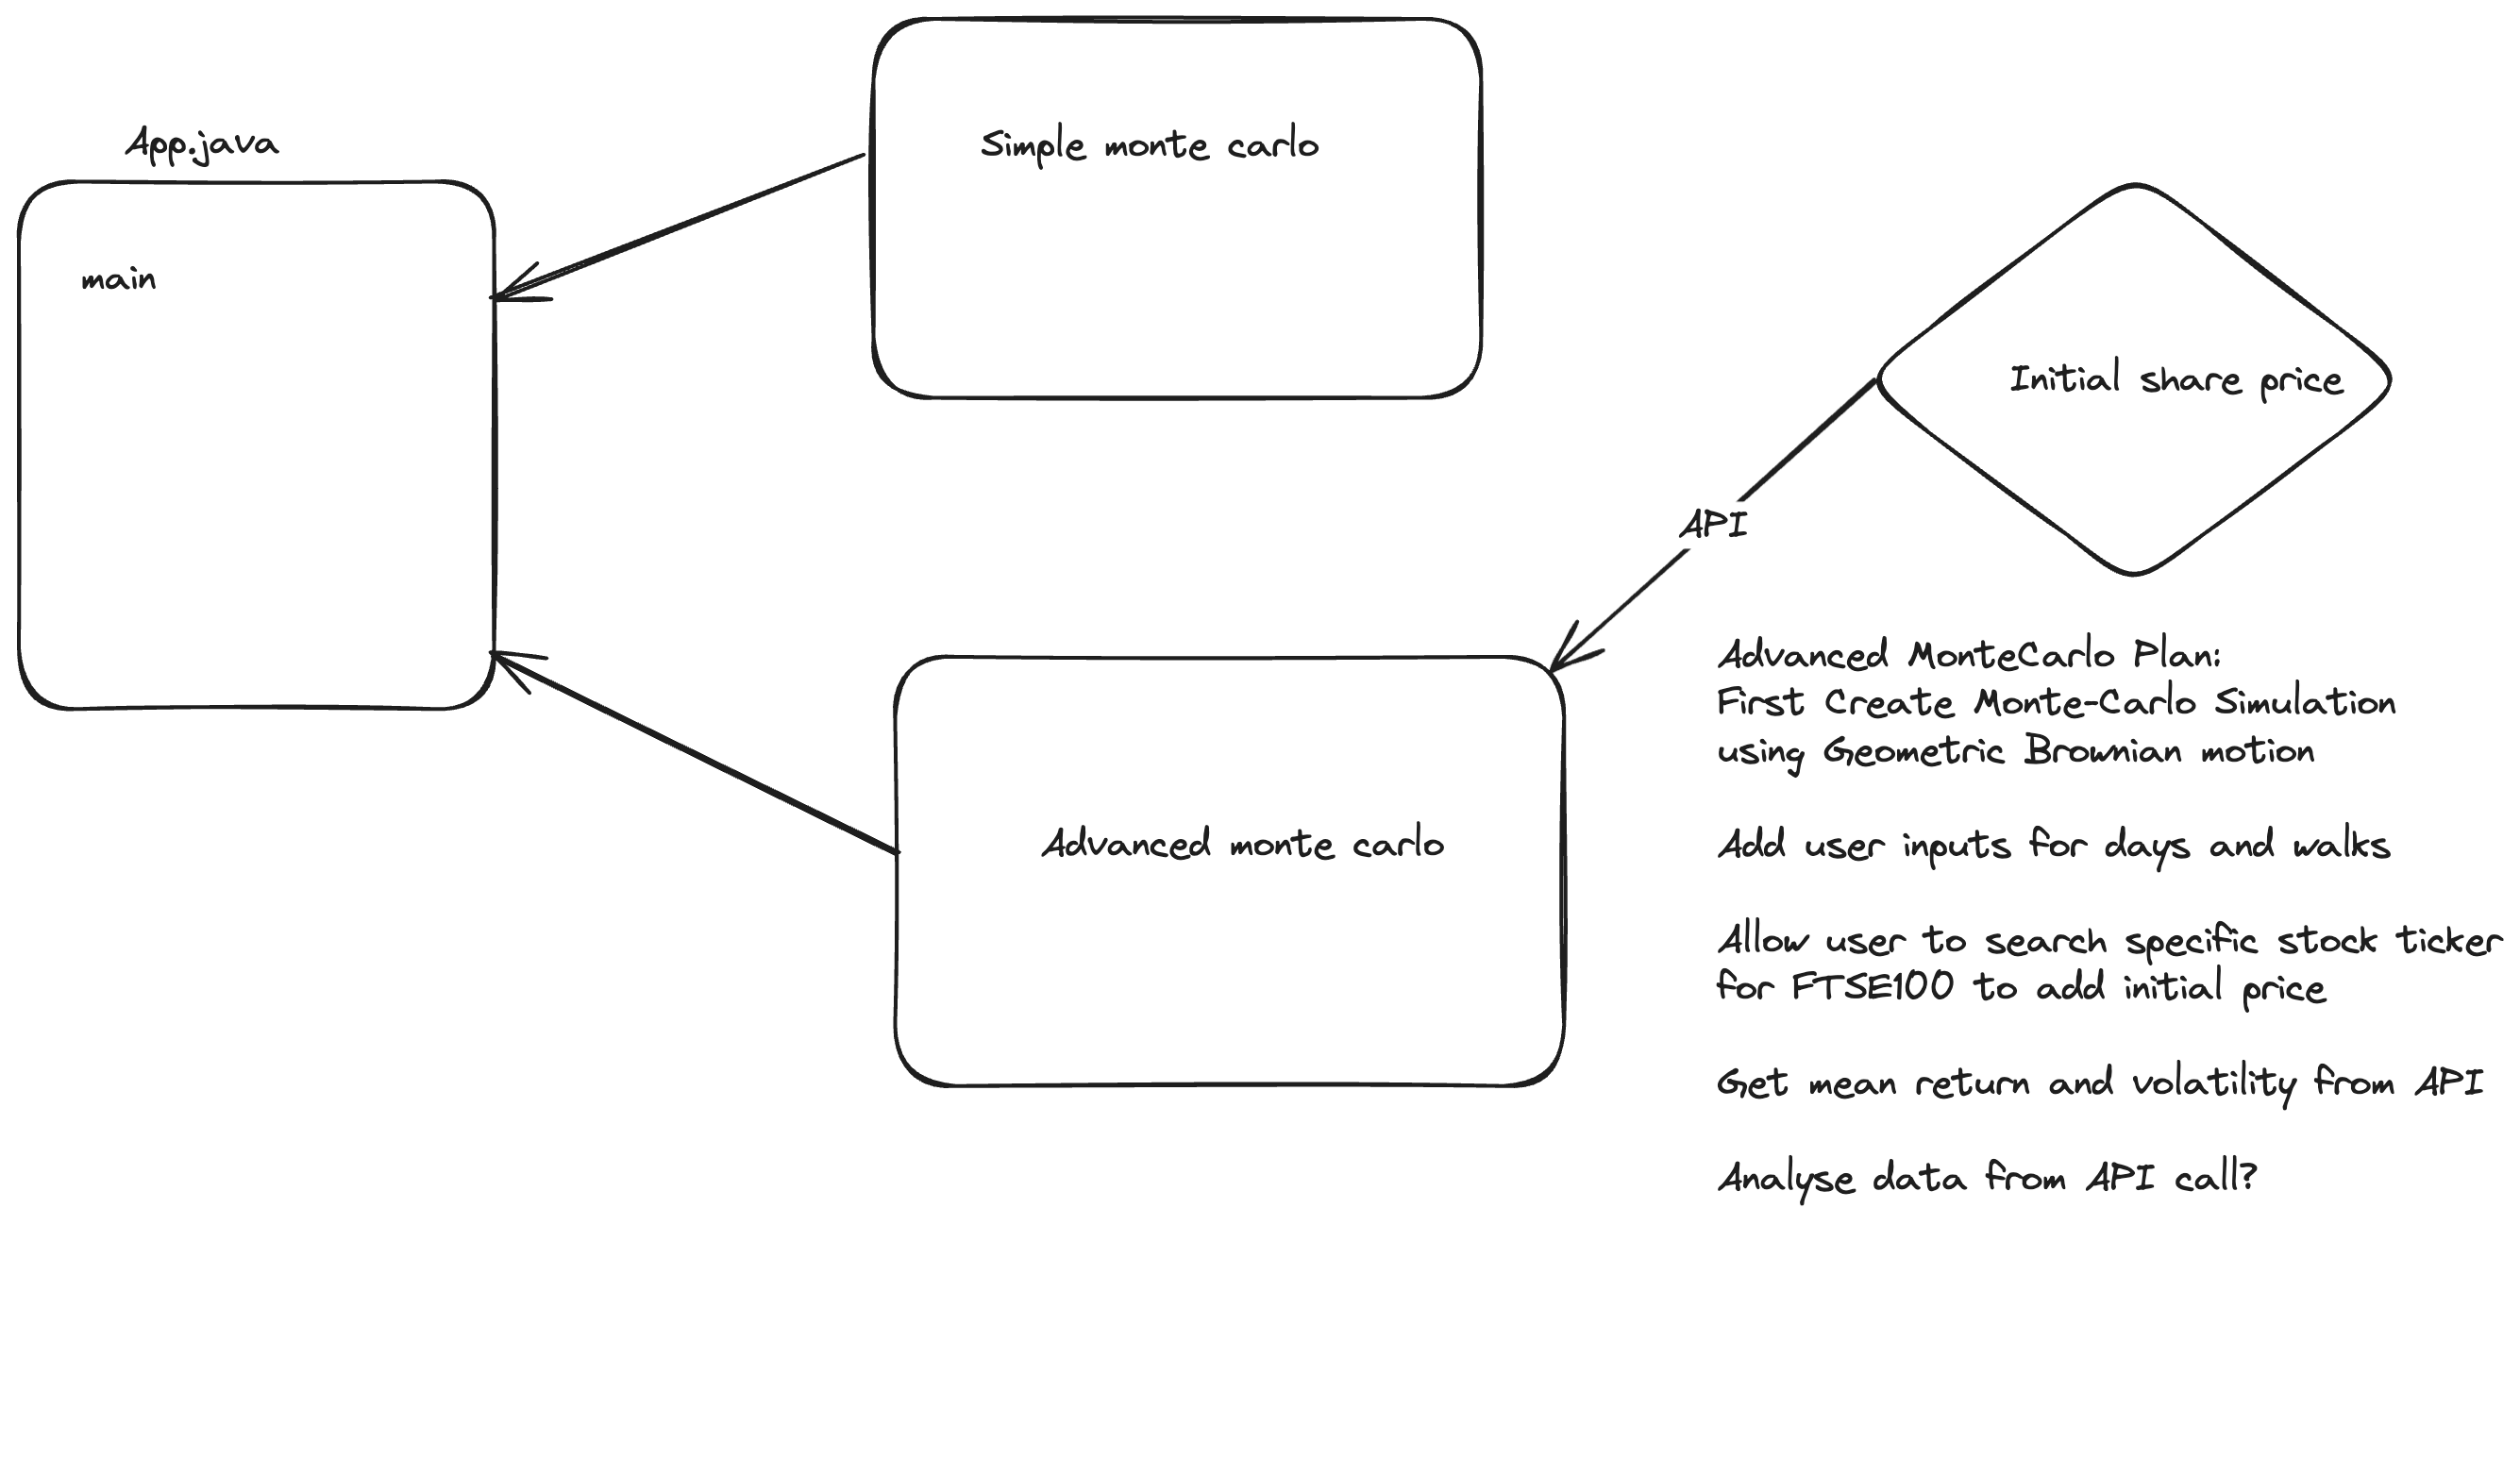 App.java
main
Simple monte carlo
Initial share price
API
Advanced monte carlo
Advanced MonteCarlo Plan:
First Create Monte-Carlo Simulation
using Geometric Brownian motion
Add user inputs for days and walks
Allow user to search specific stock ticker
for FTSE100 to add initial price
Get mean return and volatility from API
Analyse data from API call?